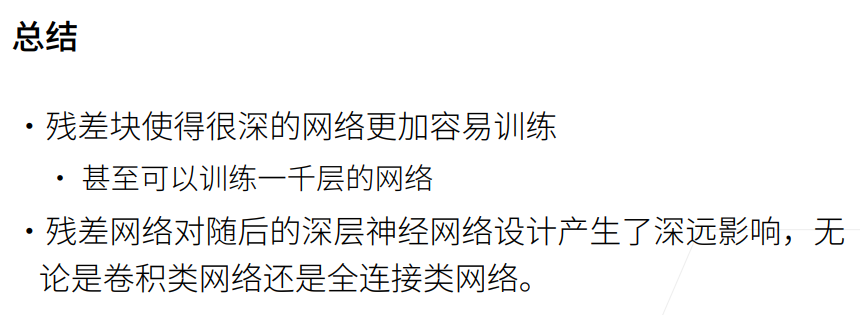 总结
• 残差块使得很深的网络更加容易训练
• 甚至可以训练一千层的网络
• 残差网络对随后的深层神经网络设计产生了深远影响，无
论是卷积类网络还是全连接类网络。